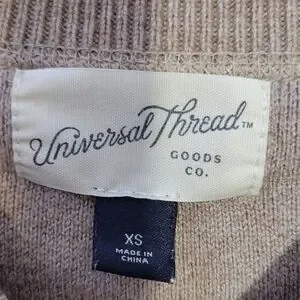 Universal Thread™
GOODS
CO.
XS
MADE IN
CHINA